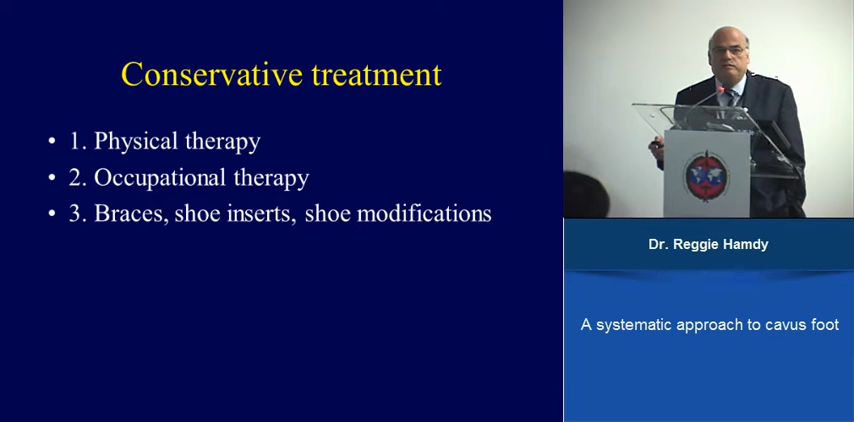 Conservative treatment
• 1. Physical therapy
• 2. Occupational therapy
• 3. Braces, shoe inserts, shoe modifications
Dr. Reggie Hamdy
A systematic approach to cavus foot